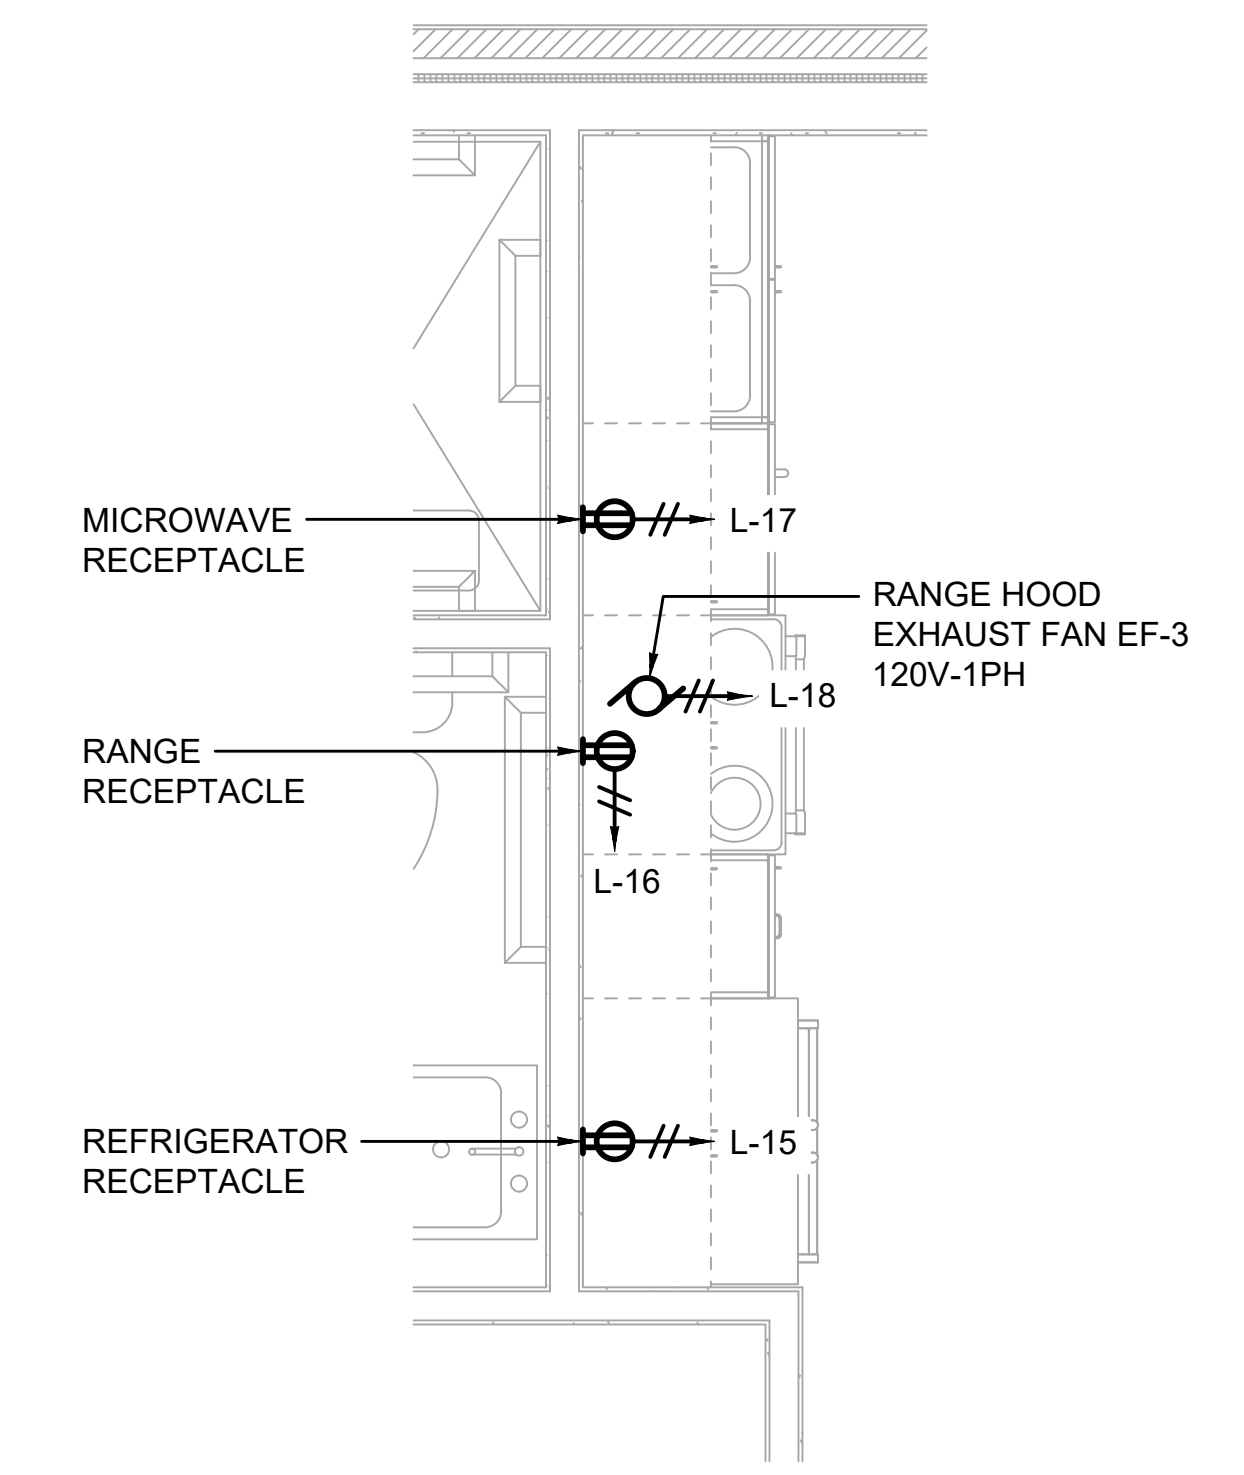 MICROWAVE
RECEPTACLE
L-17
RANGE HOOD
EXHAUST FAN EF-3
120V-1PH
L-18
RANGE
RECEPTACLE
L-16
REFRIGERATOR
RECEPTACLE
L-15